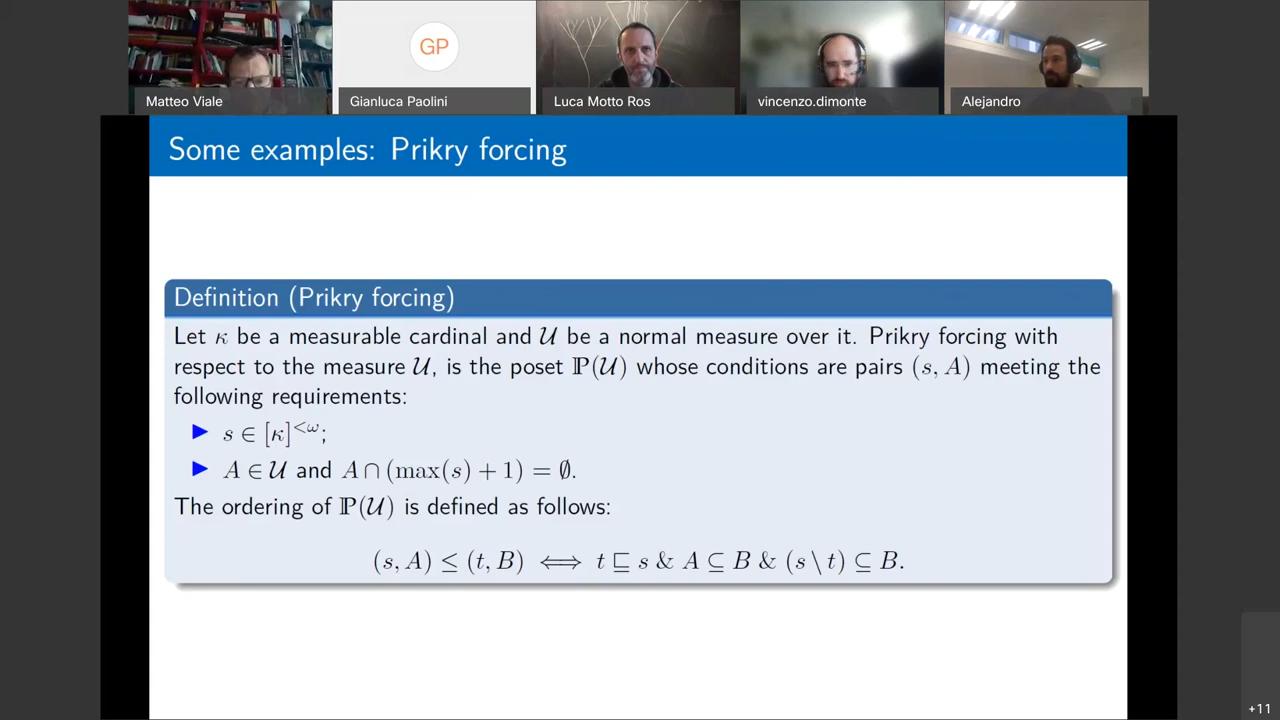 GP
Matteo Viale
Gianluca Paolini
Luca Motto Ros
vincenzo.dimonte
Alejandro
Some examples: Prikry forcing
Definition (Prikry forcing)
Let κ be a measurable cardinal and 𝒰 be a normal measure over it. Prikry forcing with
respect to the measure 𝒰, is the poset ℙ(𝒰) whose conditions are pairs (s, A) meeting the
following requirements:
▶ s ∈ [κ]^{<ω};
▶ A ∈ 𝒰 and A ∩ (max(s) + 1) = ∅.
The ordering of ℙ(𝒰) is defined as follows:
(s, A) ≤ (t, B) ⟺ t ⊑ s & A ⊆ B & (s \ t) ⊆ B.
+11